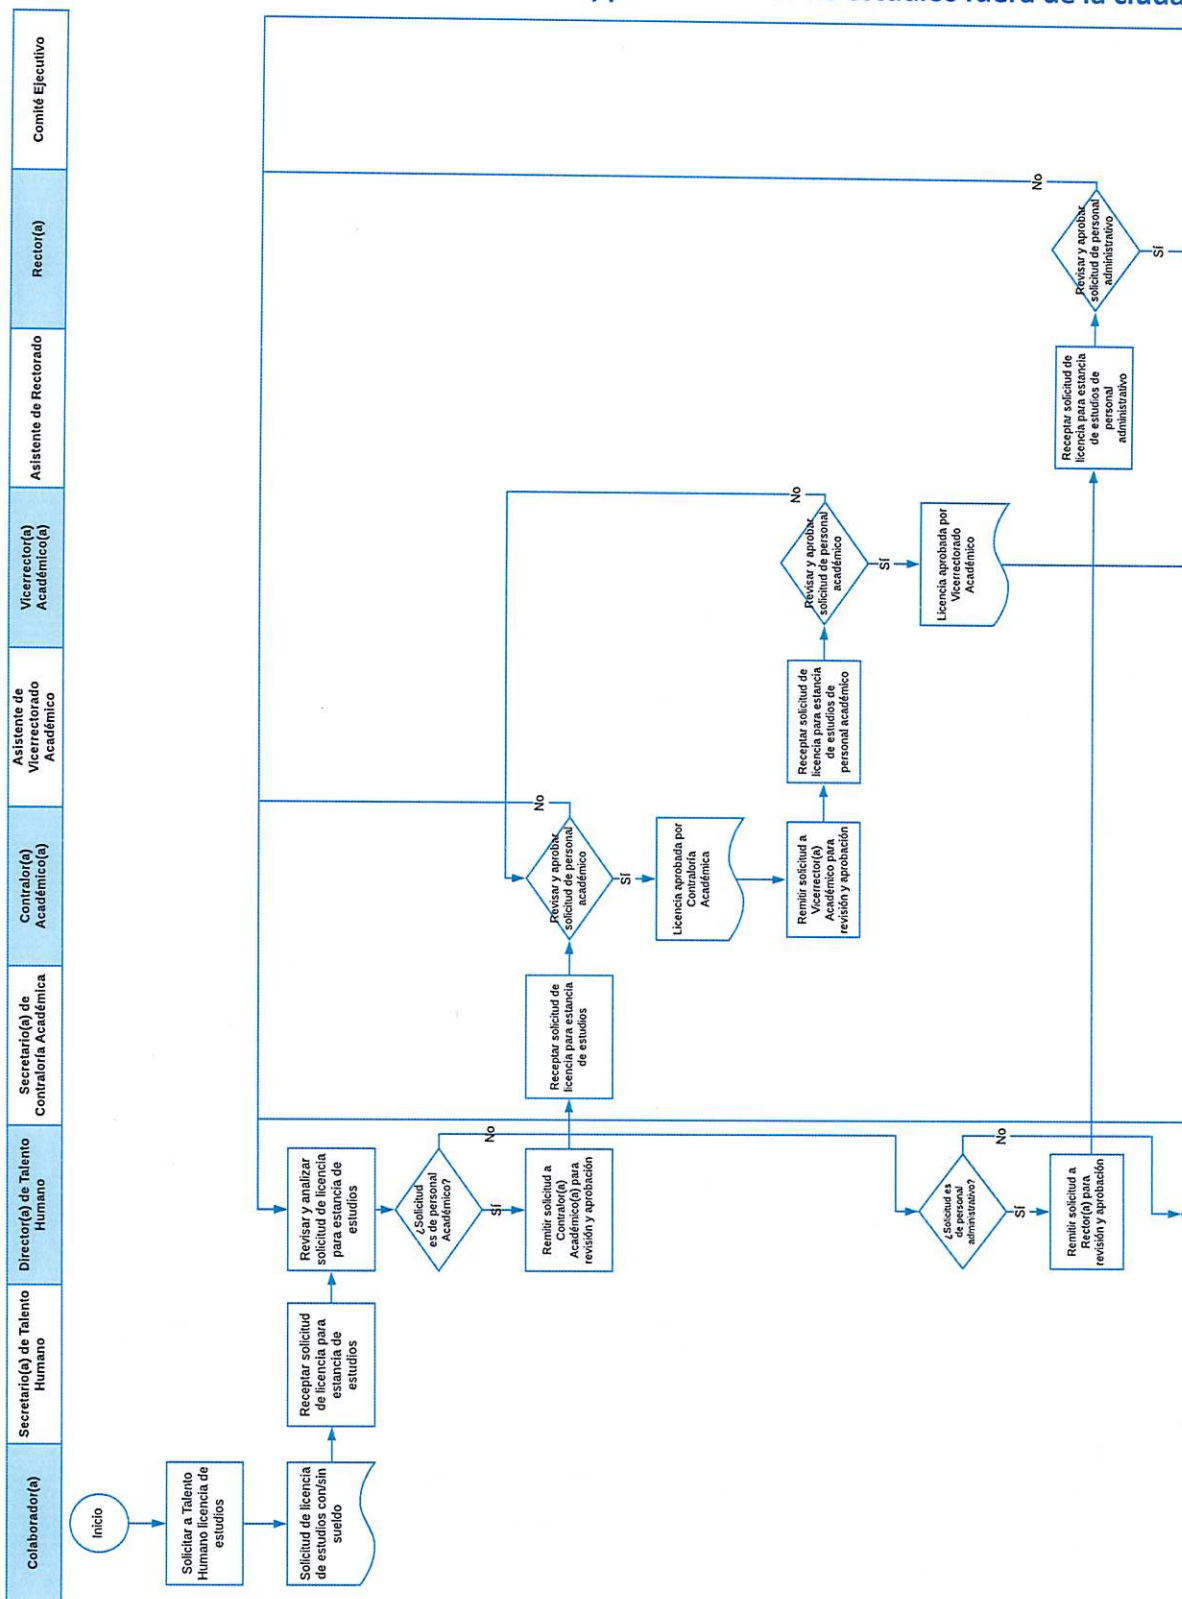 estudios fuera de la ciuda
Colaborador(a)
Secretario(a) de Talento
Humano
Director(a) de Talento
Humano
Secretario(a) de
Contraloría Académica
Contralor(a)
Académico(a)
Asistente de
Vicerrectorado
Académico
Vicerrector(a)
Académico(a)
Asistente de Rectorado
Rector(a)
Comité Ejecutivo
Inicio
Solicitar a Talento
Humano licencia de
estudios
Solicitud de licencia
de estudios con/sin
sueldo
Receptar solicitud
de licencia para
estancia de
estudios
Revisar y analizar
solicitud de licencia
para estancia de
estudios
¿Solicitud
es de personal
Académico?
No
Sí
Remitir solicitud a
Contralor(a)
Académico(a) para
revisión y aprobación
Receptar solicitud de
licencia para estancia
de estudios
Revisar y aprobar
solicitud de personal
académico
No
Sí
Licencia aprobada por
Contraloría
Académica
Remitir solicitud a
Vicerrector(a)
Académico para
revisión y aprobación
Receptar solicitud de
licencia para estancia
de estudios de
personal académico
Revisar y aprobar
solicitud de personal
académico
No
Sí
Licencia aprobada por
Vicerrectorado
Académico
¿Solicitud es
de personal
administrativo?
No
Sí
Remitir solicitud a
Rector(a) para
revisión y aprobación
Receptar solicitud de
licencia para estancia
de estudios de
personal
administrativo
Revisar y aprobar
solicitud de personal
administrativo
No
Sí